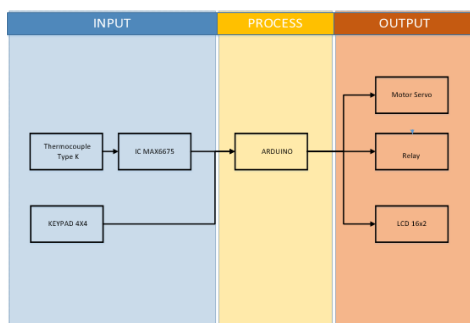 INPUT
PROCESS
OUTPUT
Motor Servo
Thermocouple
Type K
IC MAX6675
ARDUINO
Relay
KEYPAD 4X4
LCD 16x2